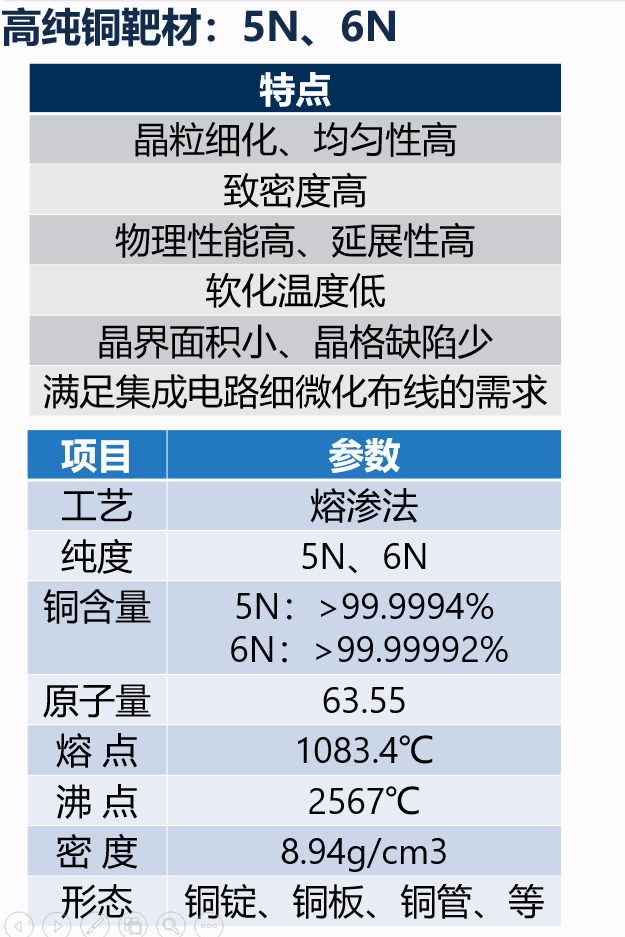 高纯铜靶材：5N、6N
特点
晶粒细化、均匀性高
致密度高
物理性能高、延展性高
软化温度低
晶界面积小、晶格缺陷少
满足集成电路细微化布线的需求
项目 参数
工艺 熔渗法
纯度 5N、6N
铜含量 5N：>99.9994%
6N：>99.99992%
原子量 63.55
熔 点 1083.4℃
沸 点 2567℃
密 度 8.94g/cm3
形态 铜锭、铜板、铜管、等